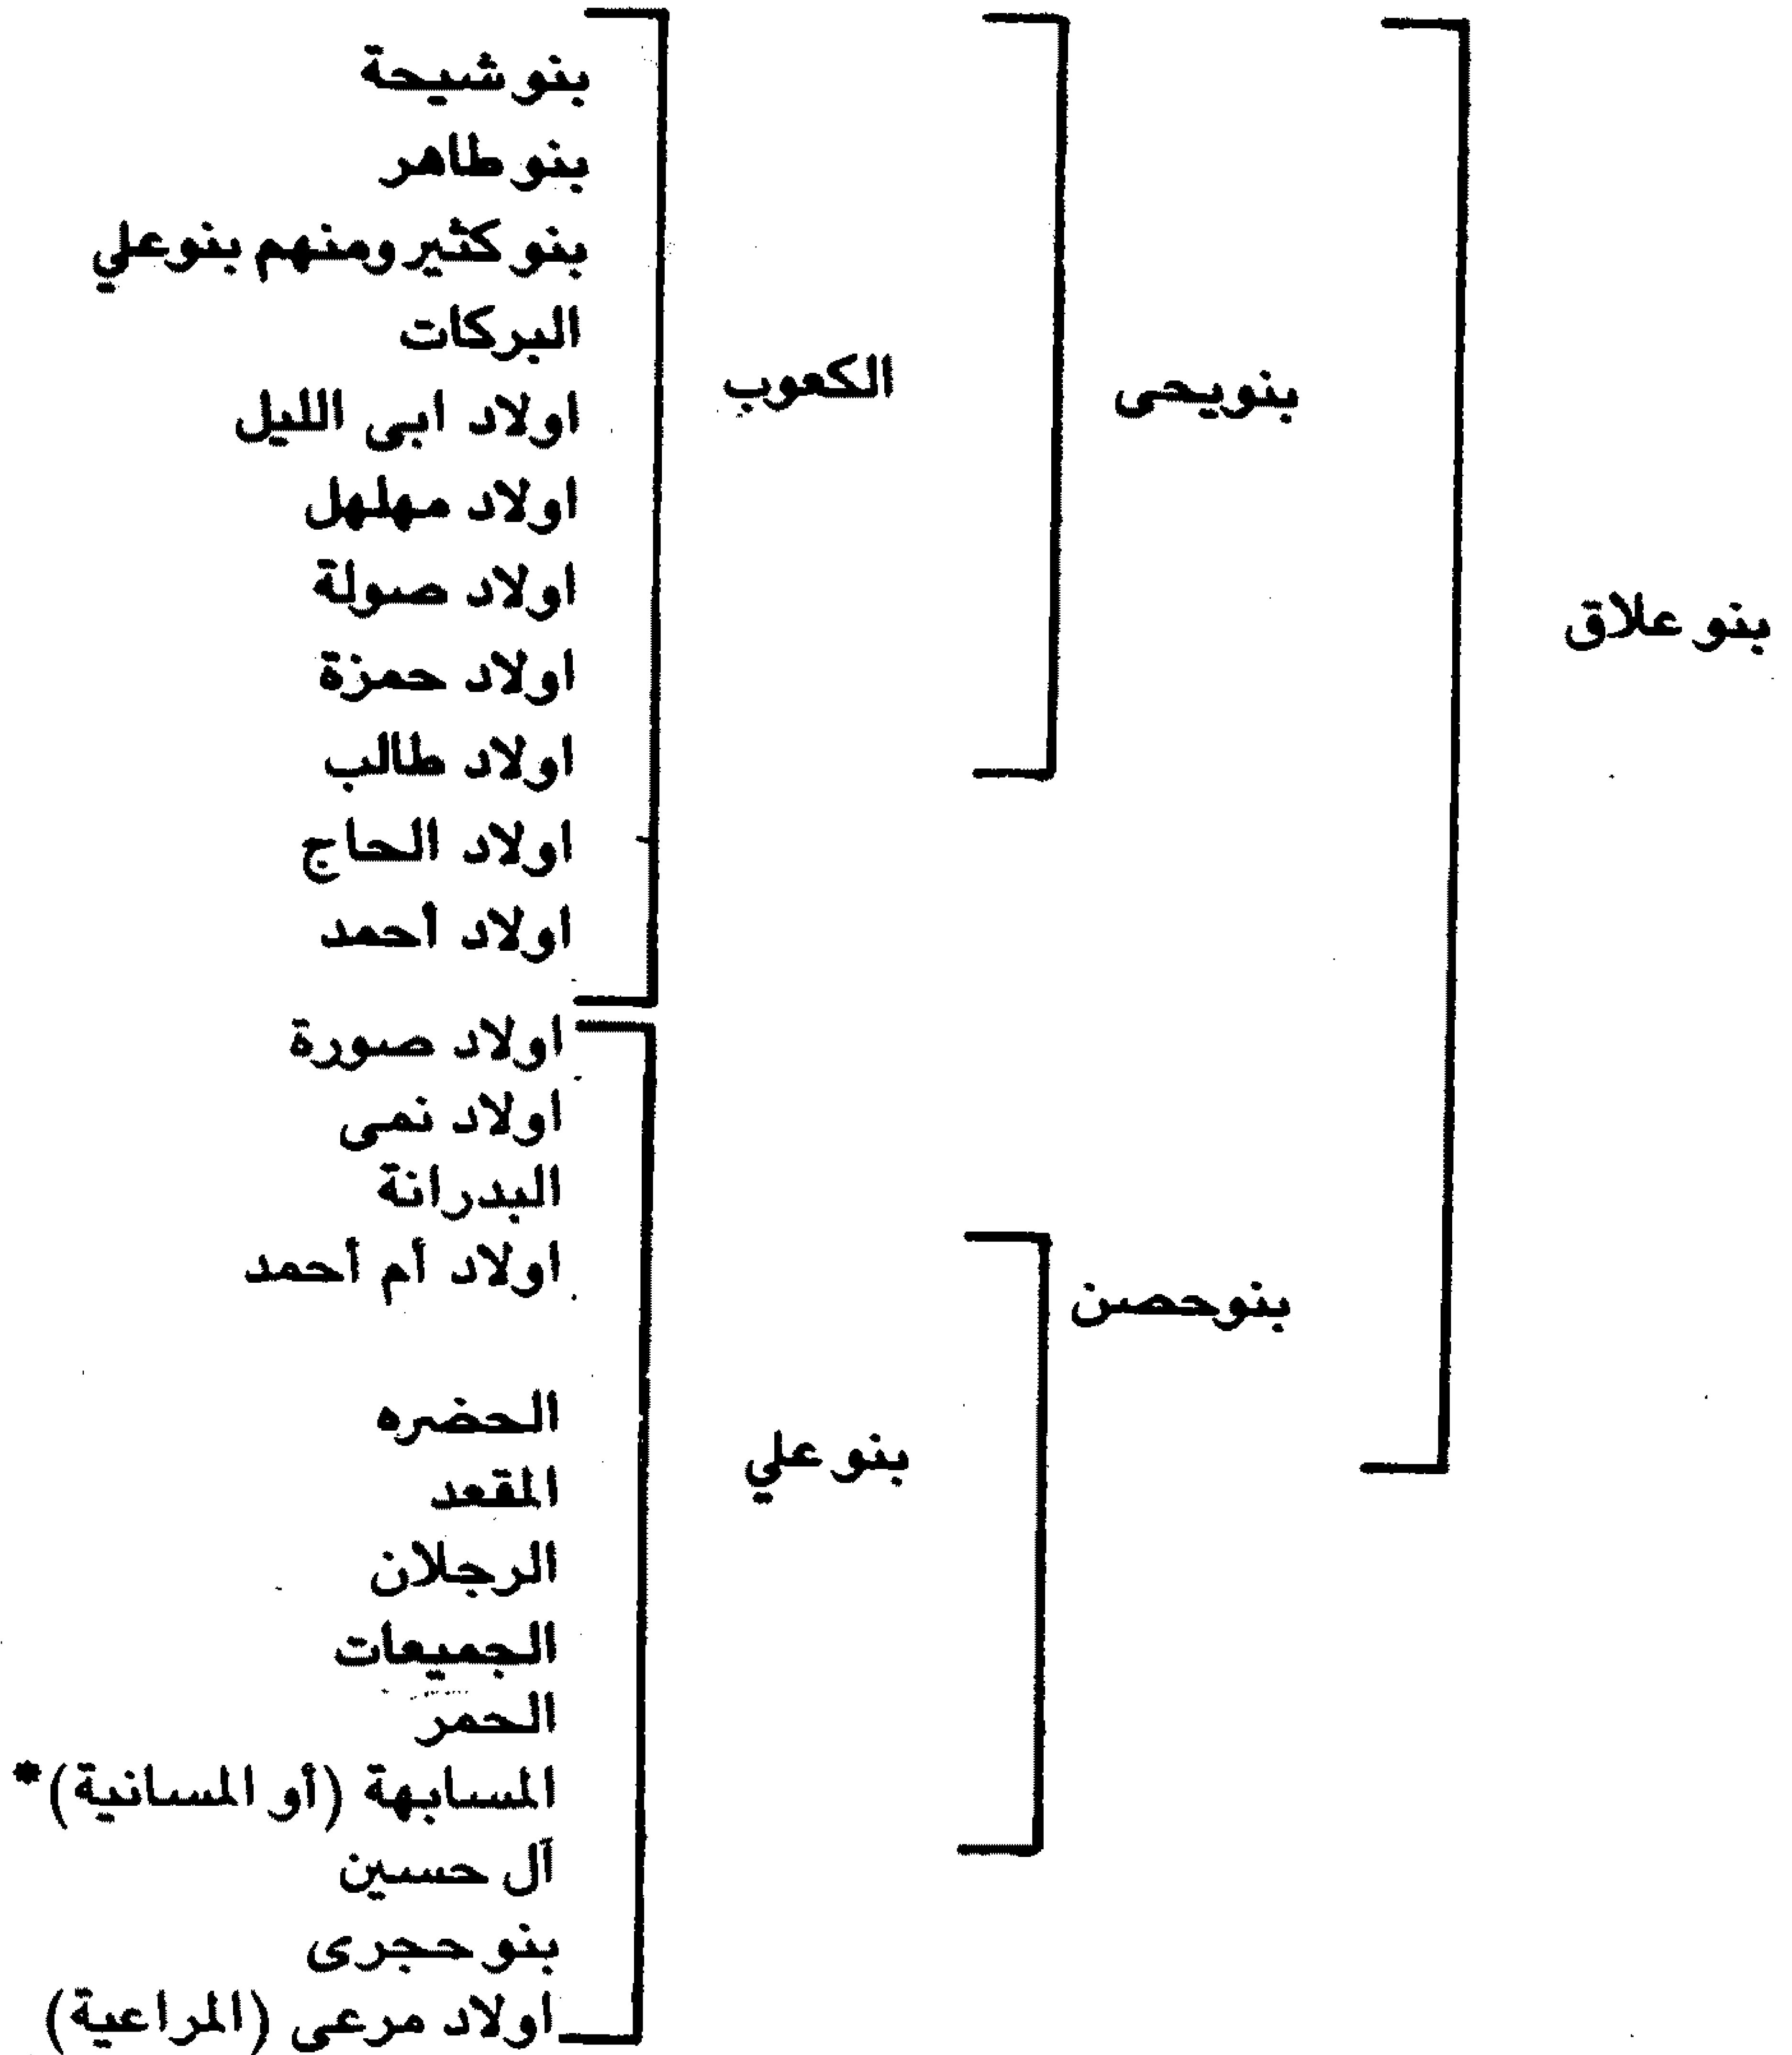 بنو علاق
بنو يحى
الكعوب
بنو شيحة
بنو طاهر
بنو كثير ومنهم بنو علي
البركات
اولاد ابى الليل
اولاد مهلهل
اولاد صولة
اولاد حمزة
اولاد طالب
اولاد الحاج
اولاد أحمد
بنو حصن
بنو علي
اولاد صورة
اولاد نمى
البدرانة
اولاد أم أحمد
الحضره
المقعد
الرجلان
الجميعات
الحمر
المسابهة (أو المسانية)*
آل حسين
بنو حجرى
اولاد مرعى (المراعية)